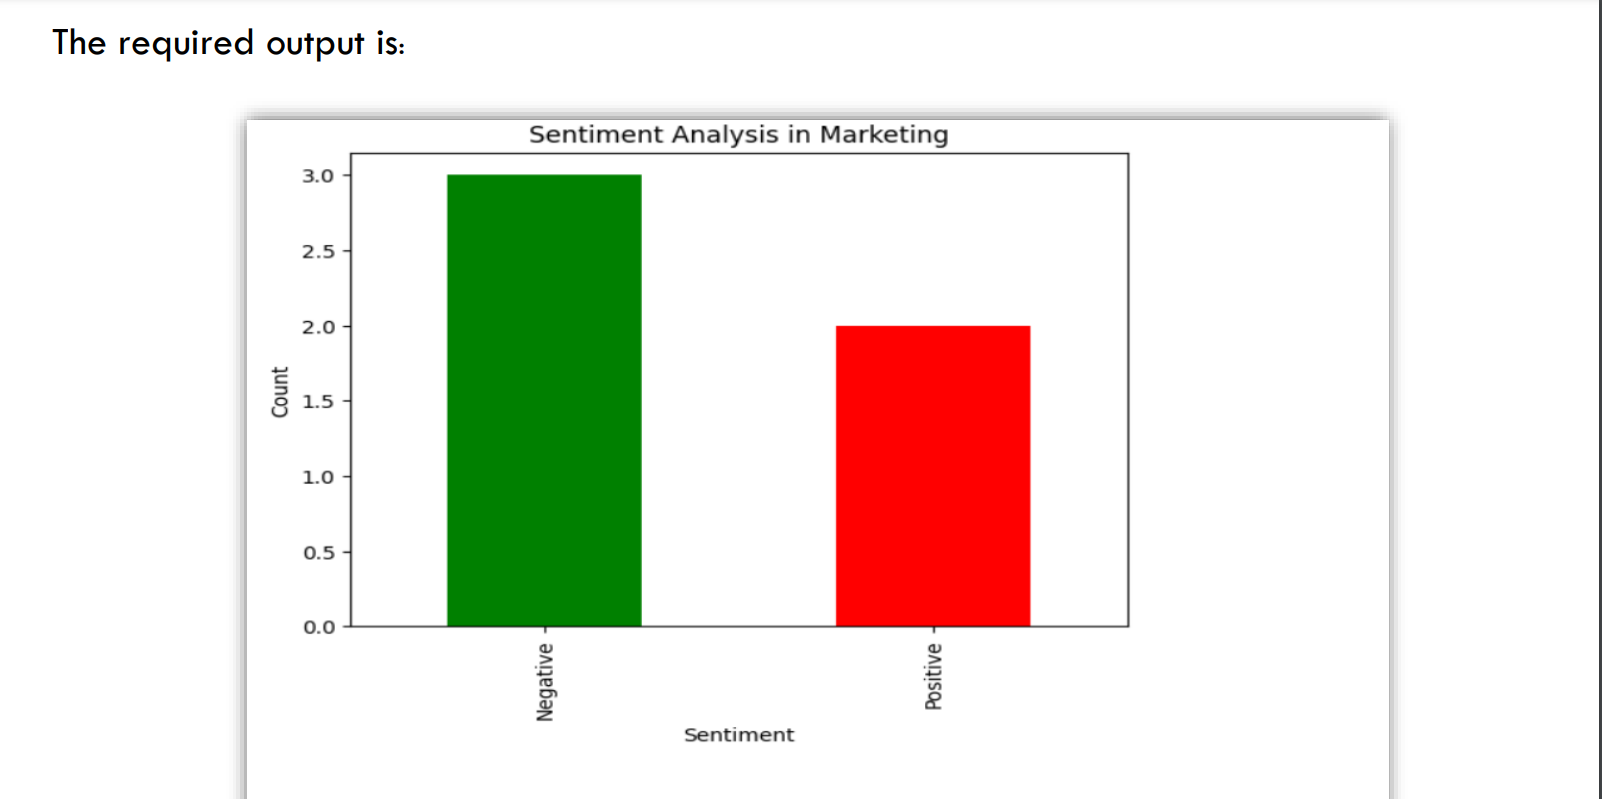 The required output is:
Sentiment Analysis in Marketing
3.0
2.5
2.0
1.5
1.0
0.5
0.0
Count
Negative
Positive
Sentiment